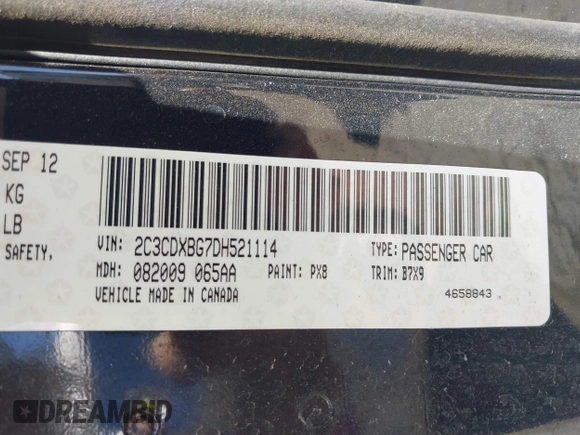 SEP 12
KG
LB
SAFETY,
VIN: 2C3CDXBG7DH521114
TYPE: PASSENGER CAR
MDH: 082009 065AA
PAINT: PX8
TRIM: B7X9
VEHICLE MADE IN CANADA
4658843
DREAMBID